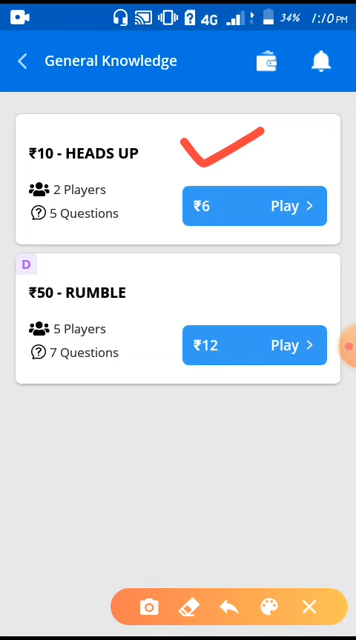 4G 34% 1:10 PM
General Knowledge
₹10 - HEADS UP
2 Players
5 Questions
₹6 Play
D
₹50 - RUMBLE
5 Players
7 Questions
₹12 Play